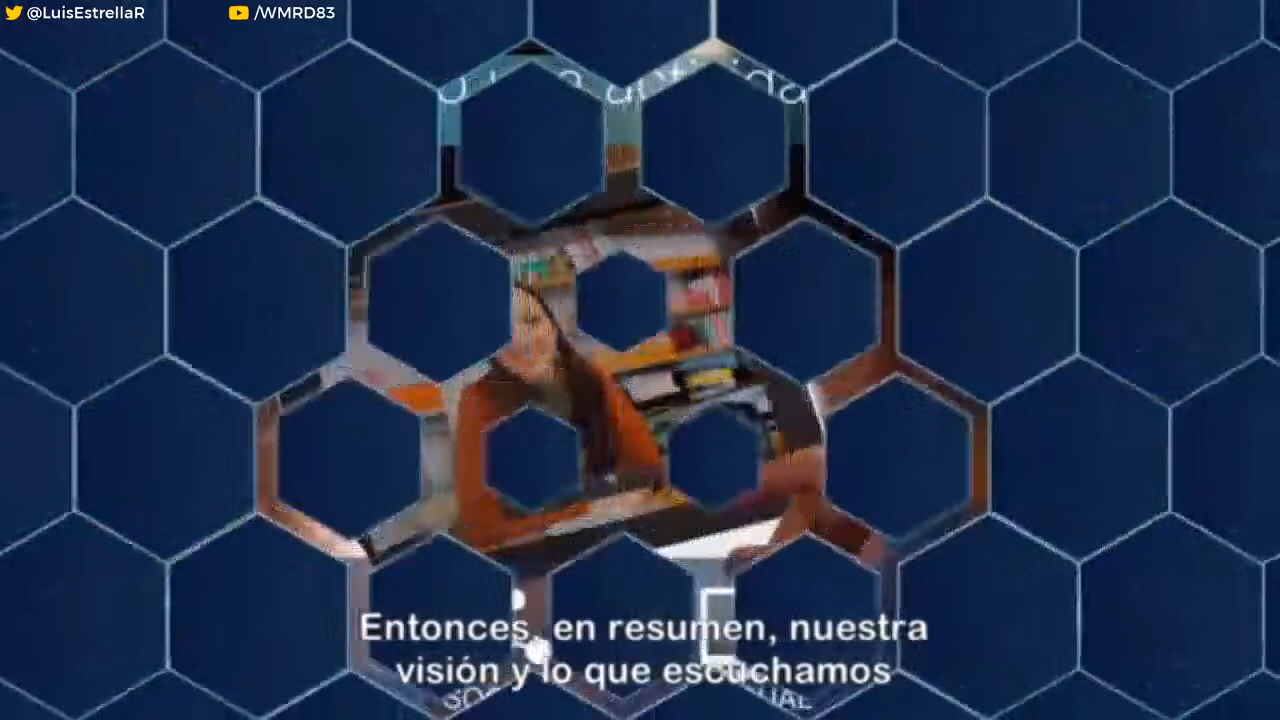 @LuisEstrellaR
/WMRD83
Entonces, en resumen, nuestra
visión y lo que escuchamos